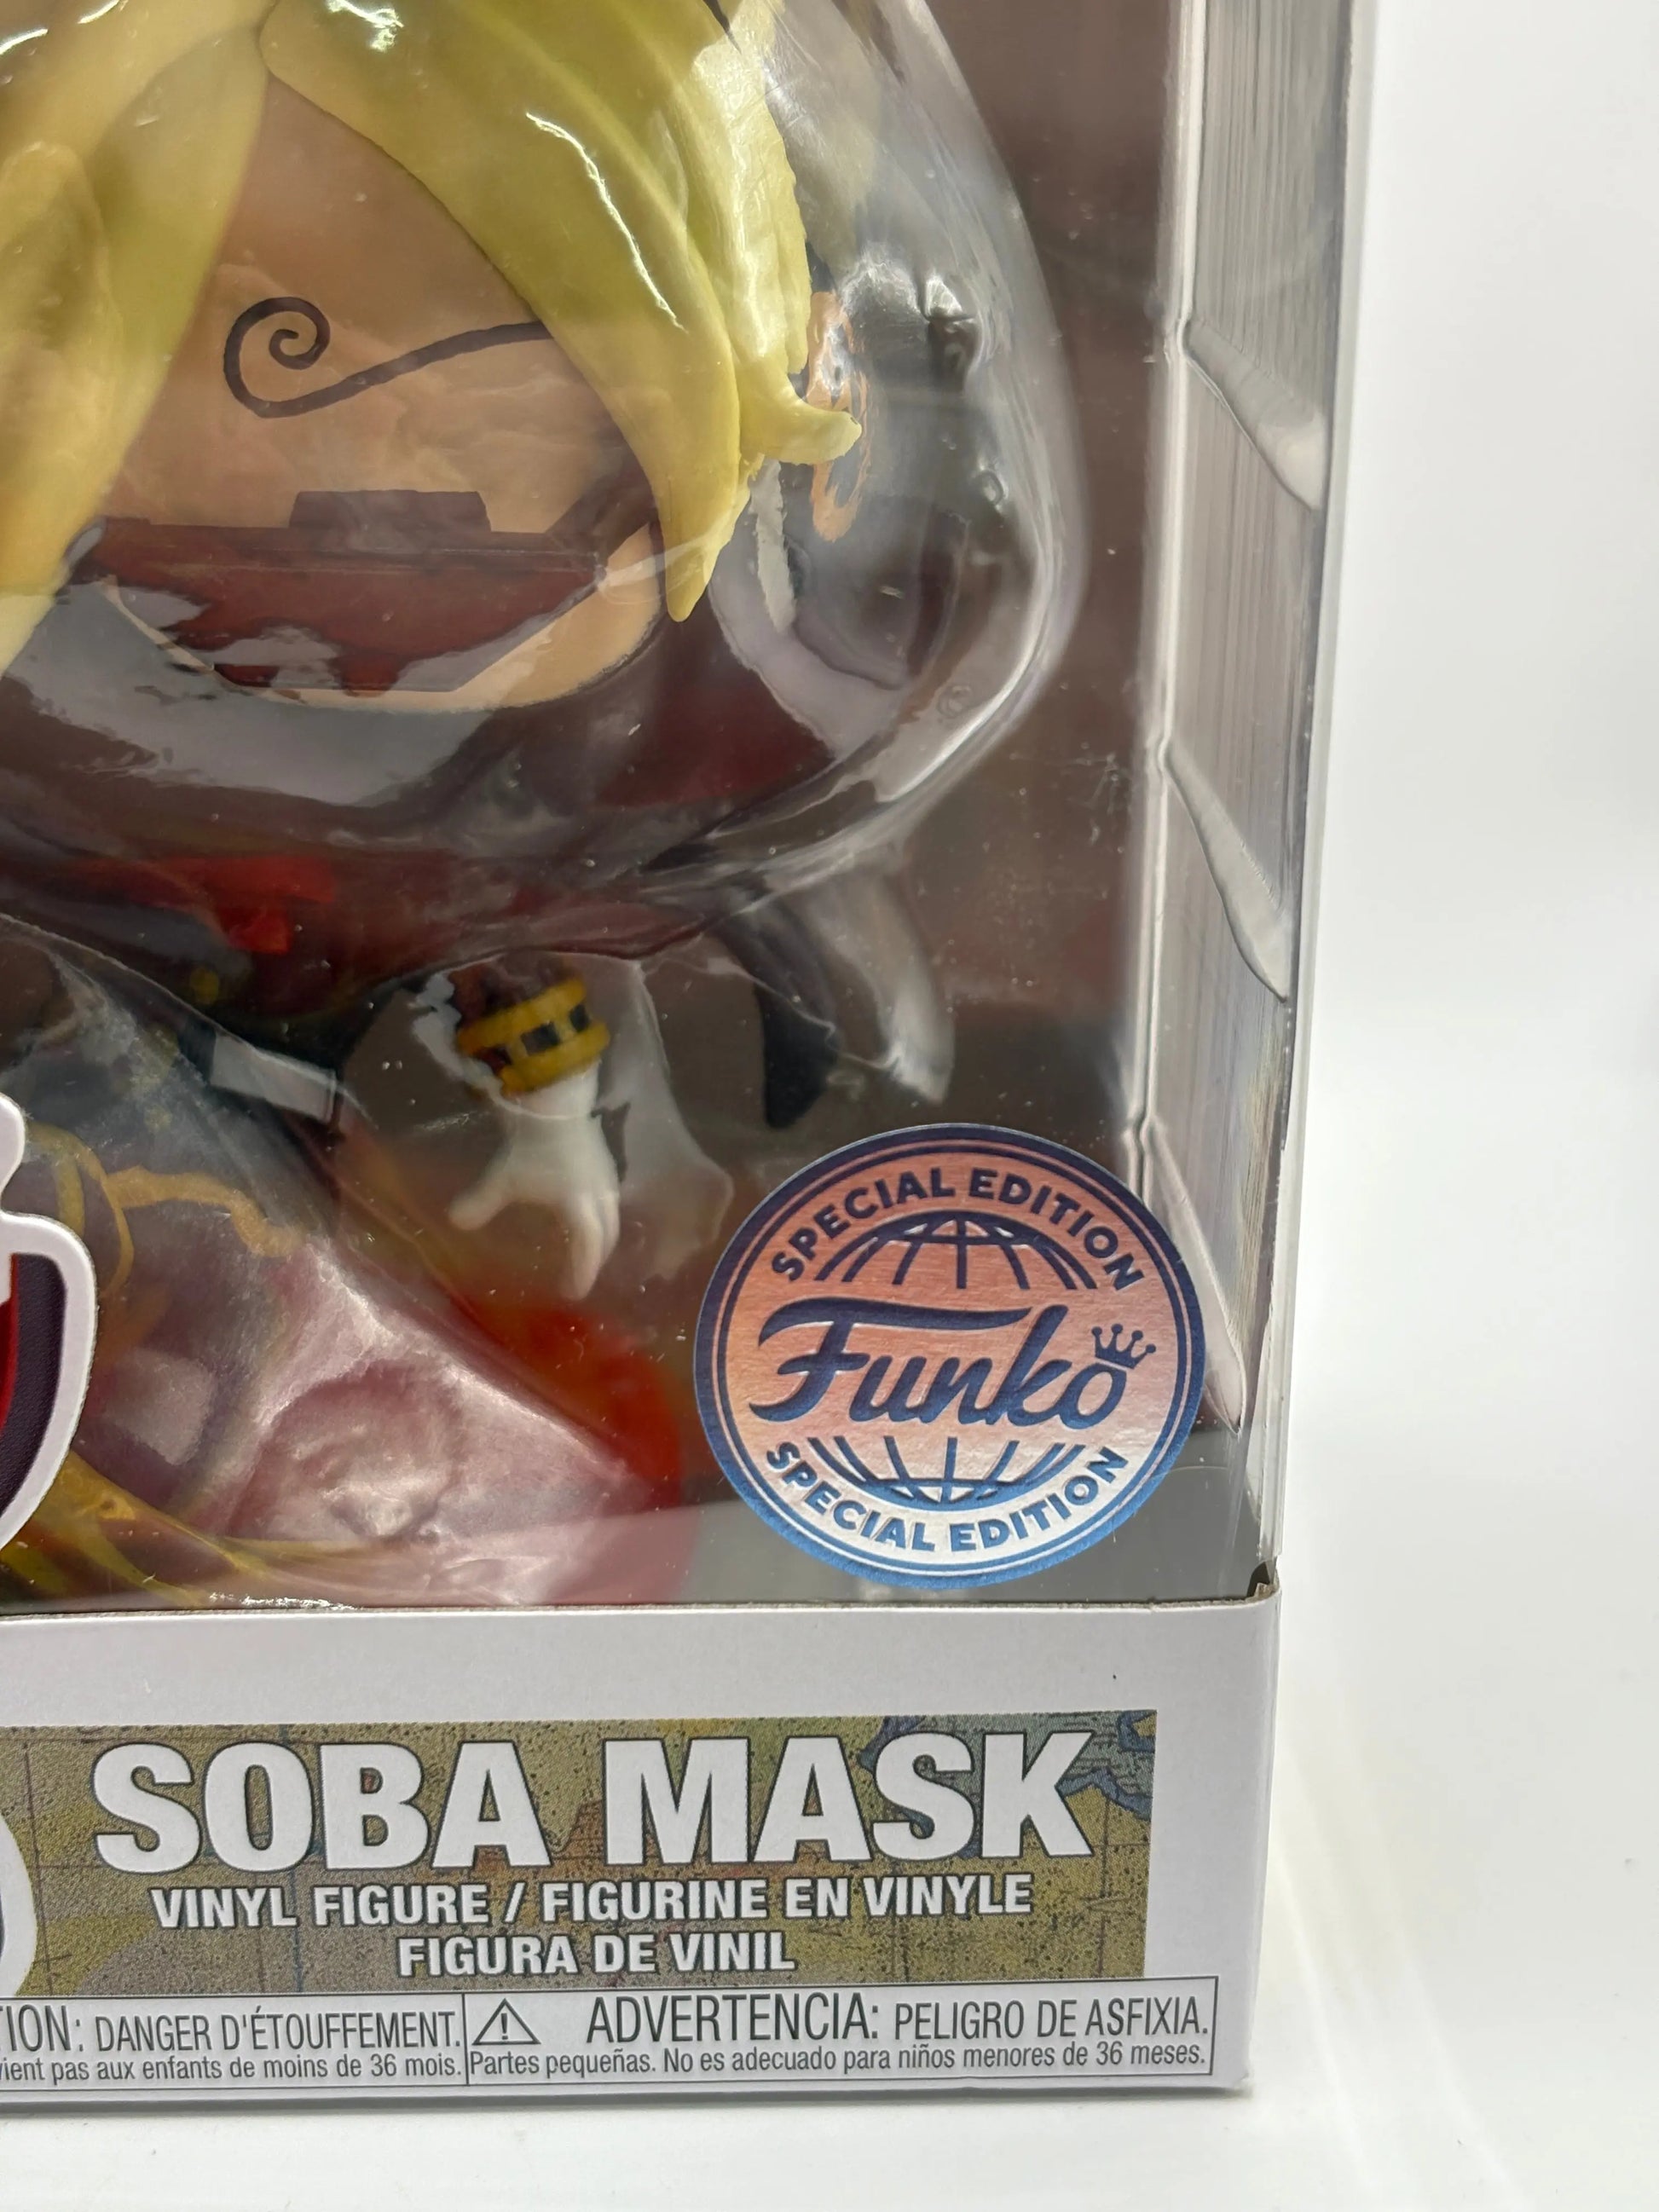 SPECIAL EDITION
Funko
SPECIAL EDITION
SOBA MASK
VINYL FIGURE / FIGURINE EN VINYLE
FIGURA DE VINIL
DANGER D'ÉTOUFFEMENT.
pas aux enfants de moins de 36 mois.
ADVERTENCIA: PELIGRO DE ASFIXIA.
Partes pequeñas. No es adecuado para niños menores de 36 meses.